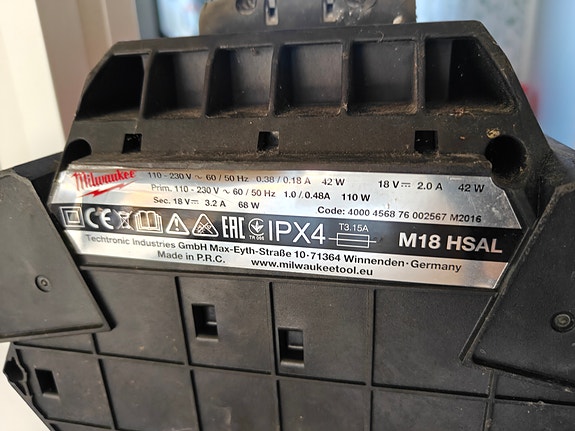 Milwaukee
110 - 230 V ~ 60 / 50 Hz 0.38 / 0.18 A 42 W 18 V ⎓ 2.0 A 42 W
Prim. 110 - 230 V ~ 60 / 50 Hz 1.0 / 0.48A 110 W
Sec. 18 V ⎓ 3.2 A 68 W Code: 4000 4568 76 002567 M2016
CE EAC IPX4 T3.15A M18 HSAL
Techtronic Industries GmbH Max-Eyth-Straße 10 · 71364 Winnenden · Germany
Made in P.R.C. www.milwaukeetool.eu